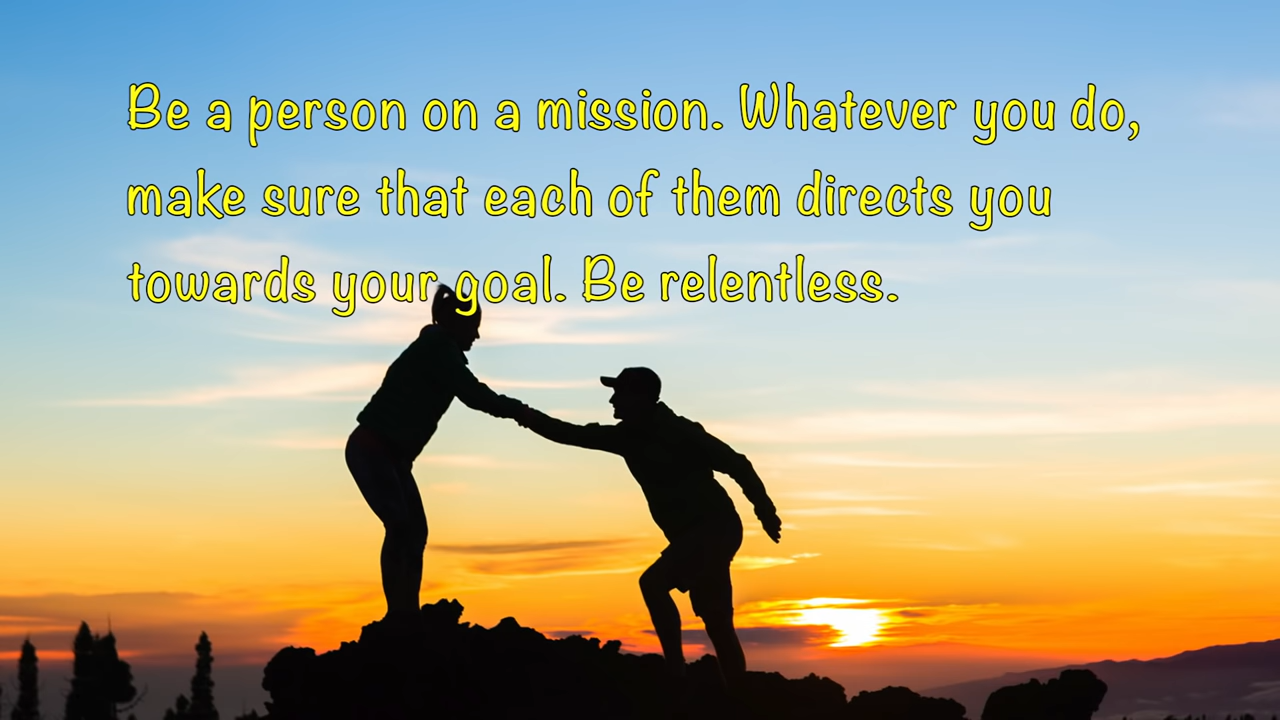 Be a person on a mission. Whatever you do,
make sure that each of them directs you
towards your goal. Be relentless.